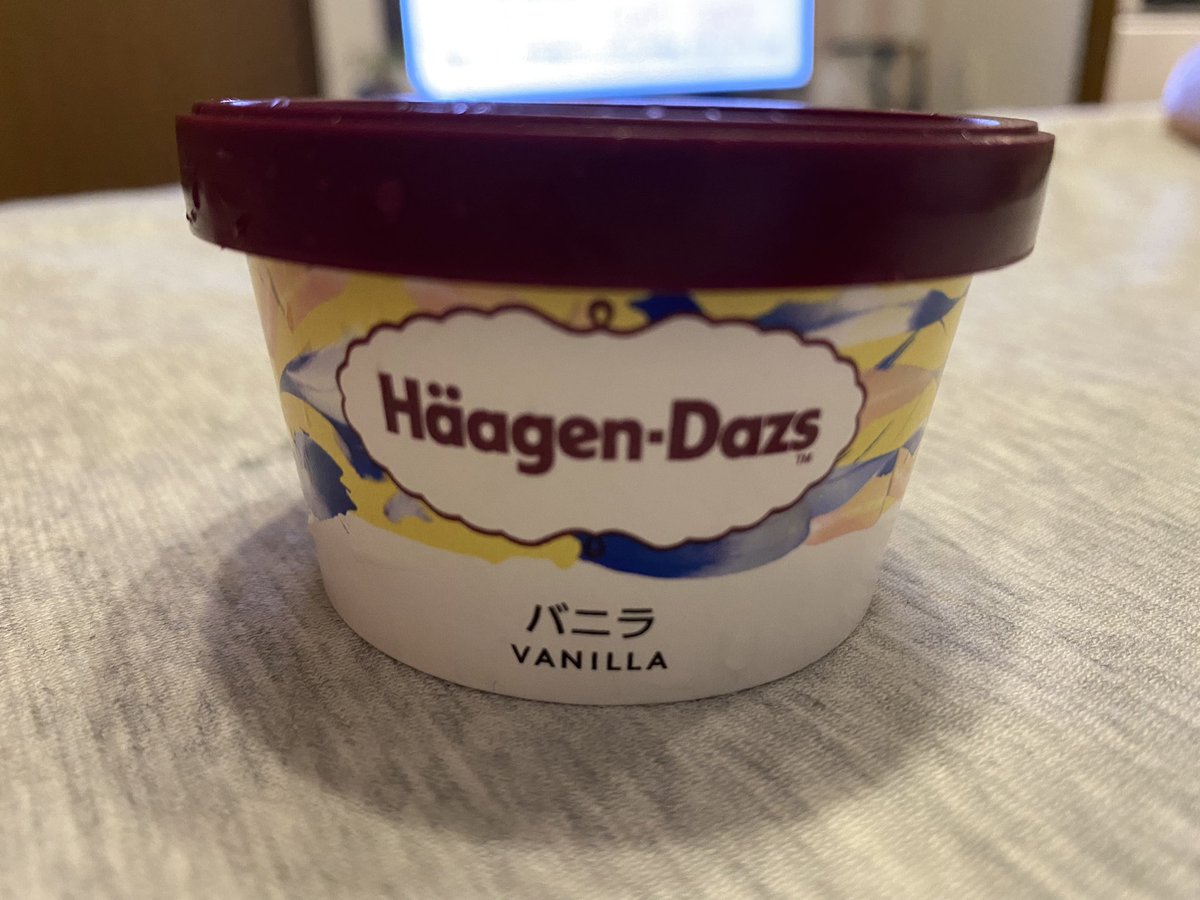 Häagen-Dazs
TM
バニラ
VANILLA